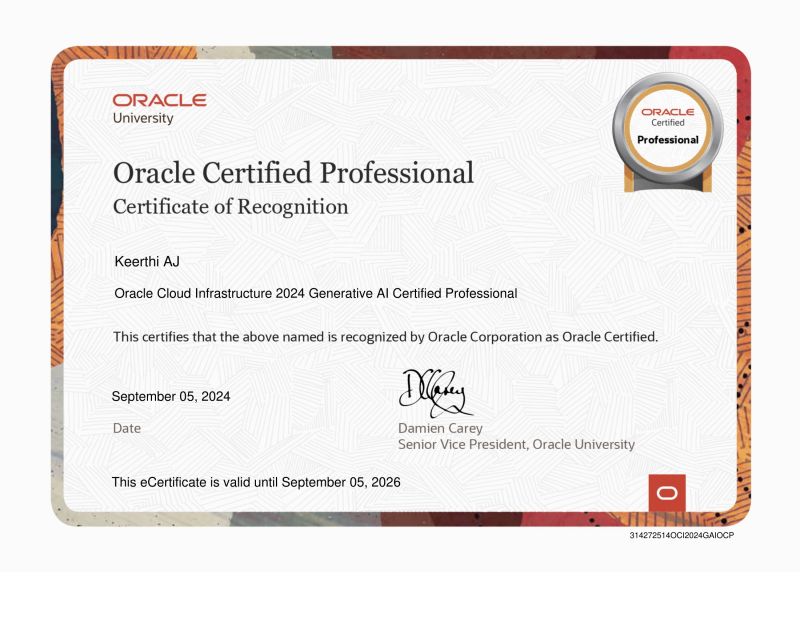 ORACLE
University
ORACLE
Certified
Professional
Oracle Certified Professional
Certificate of Recognition
Keerthi AJ
Oracle Cloud Infrastructure 2024 Generative AI Certified Professional
This certifies that the above named is recognized by Oracle Corporation as Oracle Certified.
September 05, 2024
Date
DCarey
Damien Carey
Senior Vice President, Oracle University
This eCertificate is valid until September 05, 2026
314272514OCI2024GAIOCP